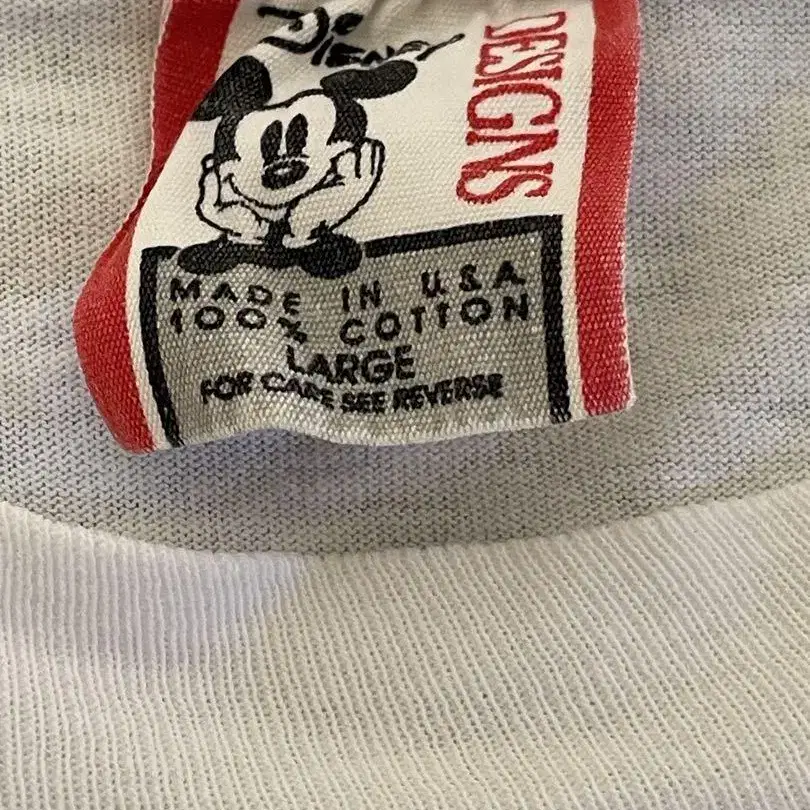 DISNEY
DESIGNS
MADE IN U.S.A.
100% COTTON
LARGE
FOR CARE SEE REVERSE